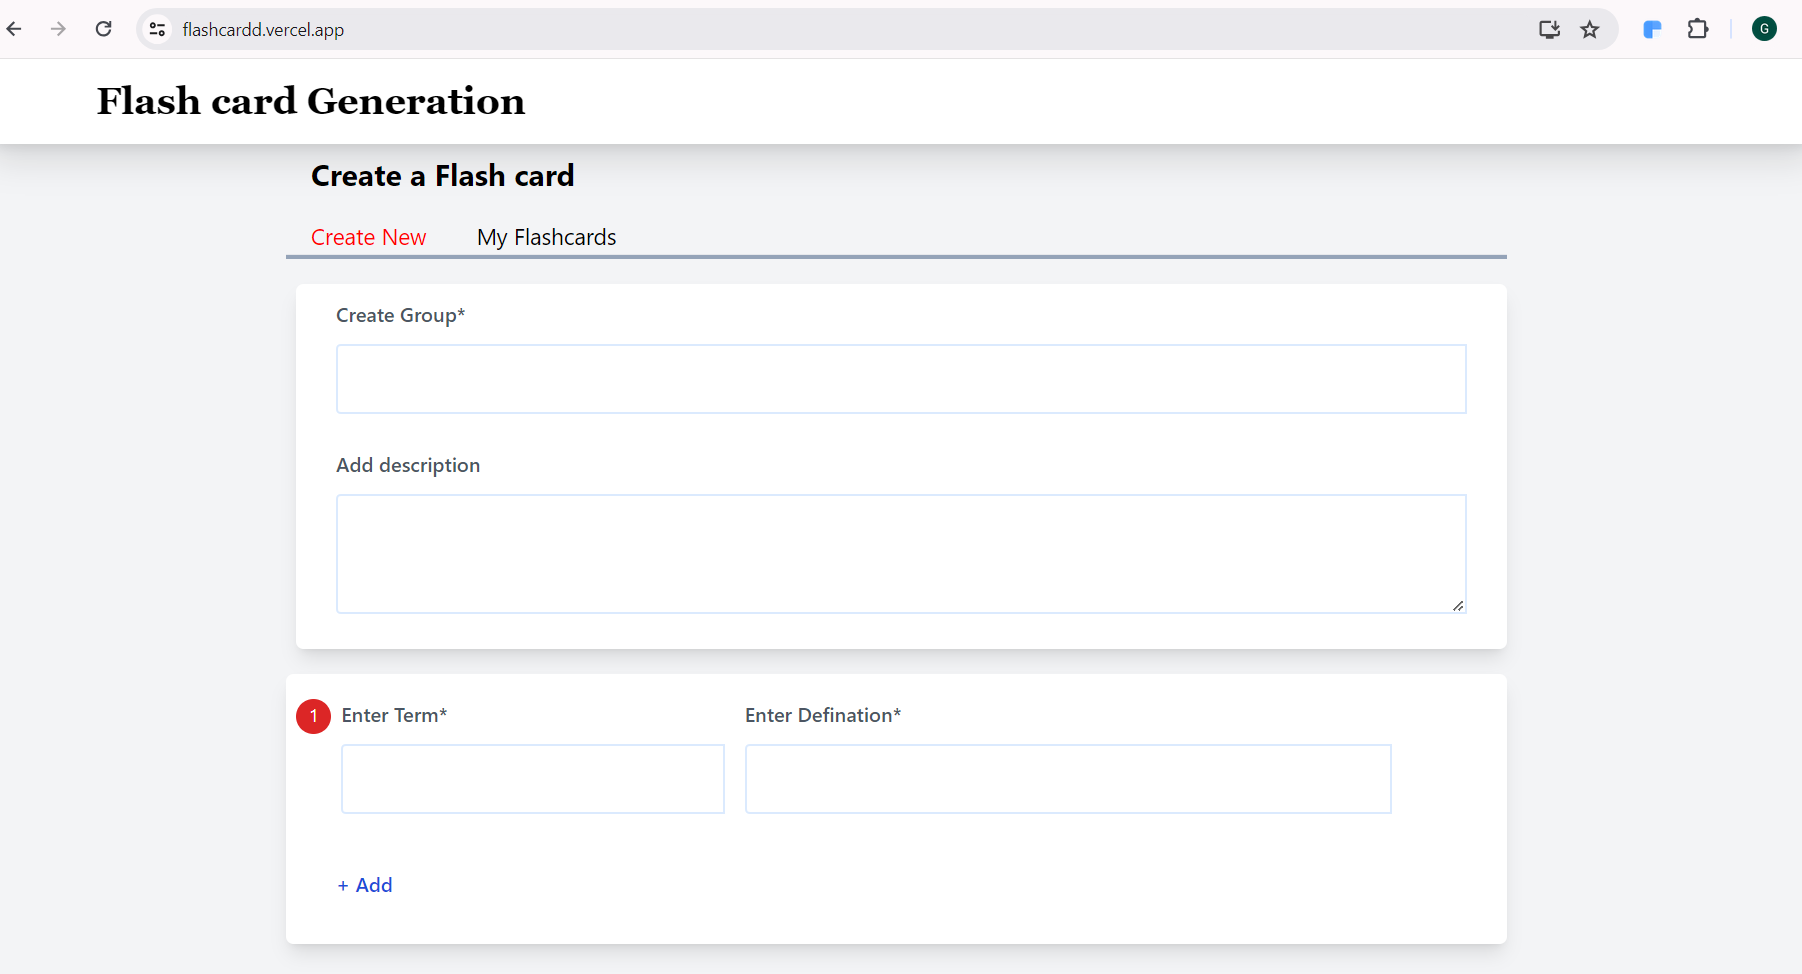 flashcardd.vercel.app
G
Flash card Generation
Create a Flash card
Create New My Flashcards
Create Group*
Add description
1 Enter Term* Enter Defination*
+ Add